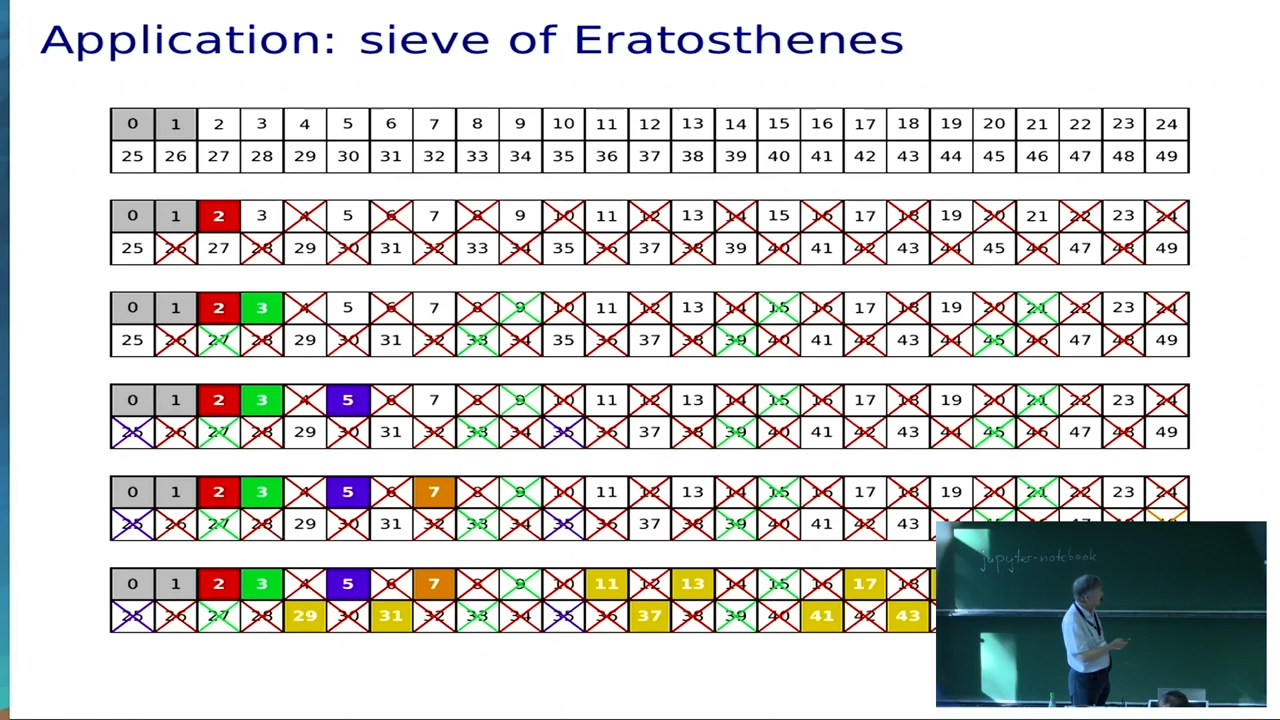 Application: sieve of Eratosthenes
0 1 2 3 4 5 6 7 8 9 10 11 12 13 14 15 16 17 18 19 20 21 22 23 24
25 26 27 28 29 30 31 32 33 34 35 36 37 38 39 40 41 42 43 44 45 46 47 48 49
0 1 2 3 4 5 6 7 8 9 10 11 12 13 14 15 16 17 18 19 20 21 22 23 24
25 26 27 28 29 30 31 32 33 34 35 36 37 38 39 40 41 42 43 44 45 46 47 48 49
0 1 2 3 4 5 6 7 8 9 10 11 12 13 14 15 16 17 18 19 20 21 22 23 24
25 26 27 28 29 30 31 32 33 34 35 36 37 38 39 40 41 42 43 44 45 46 47 48 49
0 1 2 3 4 5 6 7 8 9 10 11 12 13 14 15 16 17 18 19 20 21 22 23 24
25 26 27 28 29 30 31 32 33 34 35 36 37 38 39 40 41 42 43 44 45 46 47 48 49
0 1 2 3 4 5 6 7 8 9 10 11 12 13 14 15 16 17 18 19 20 21 22 23 24
25 26 27 28 29 30 31 32 33 34 35 36 37 38 39 40 41 42 43
0 1 2 3 4 5 6 7 8 9 10 11 12 13 14 15 16 17 18
25 26 27 28 29 30 31 32 33 34 35 36 37 38 39 40 41 42 43
jupyter-notebook